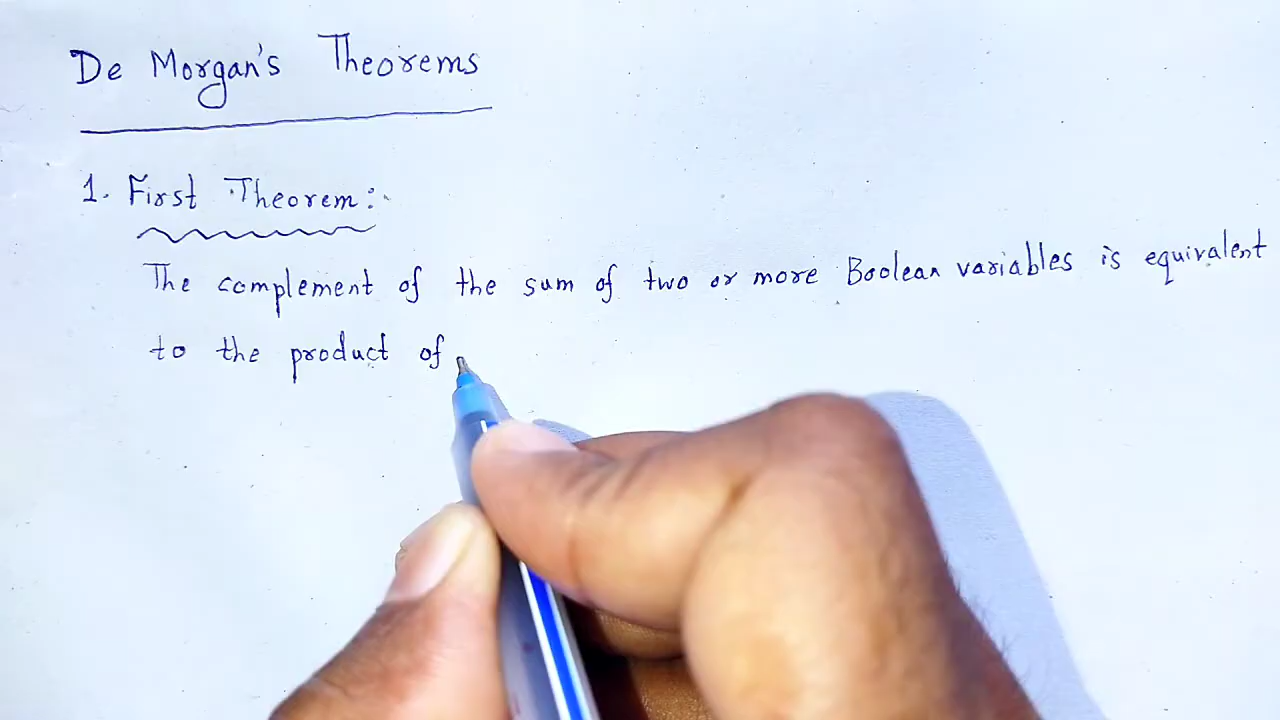 De Morgan's Theorems
1. First Theorem:-
The complement of the sum of two or more Boolean variables is equivalent
to the product of